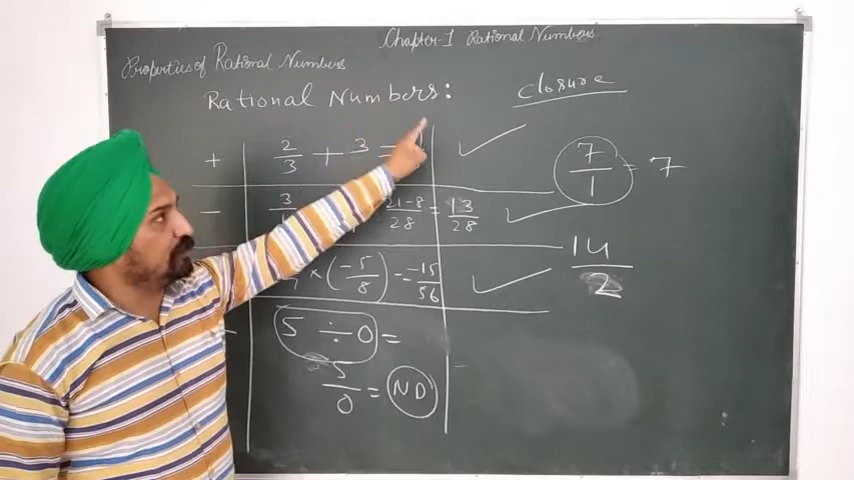 Chapter-1 Rational Numbers
Properties of Rational Numbers
Rational Numbers: closure
+ 2/3 + 3 =
7/1 = 7
- 3 21-8/28 = 13/28
14/2
× (-5/8) = -15/56
5 ÷ 0 =
5/0 = ND